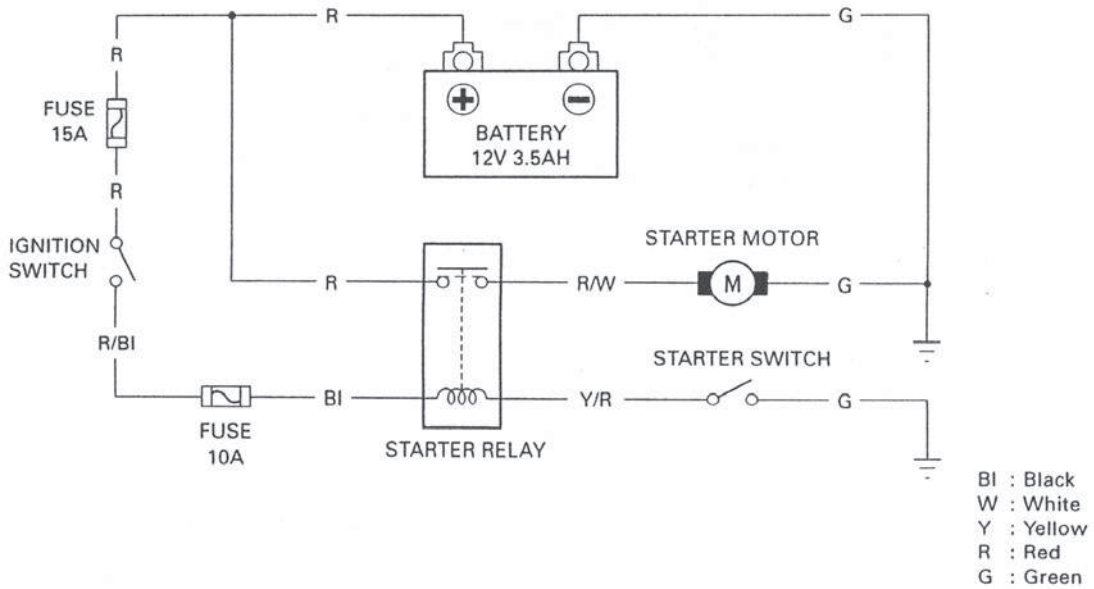 R
G
R
FUSE
15A
+
−
BATTERY
12V 3.5AH
R
IGNITION
SWITCH
STARTER MOTOR
R
R/W
M
G
R/Bl
STARTER SWITCH
Bl
Y/R
G
FUSE
10A
STARTER RELAY
Bl : Black
W : White
Y : Yellow
R : Red
G : Green